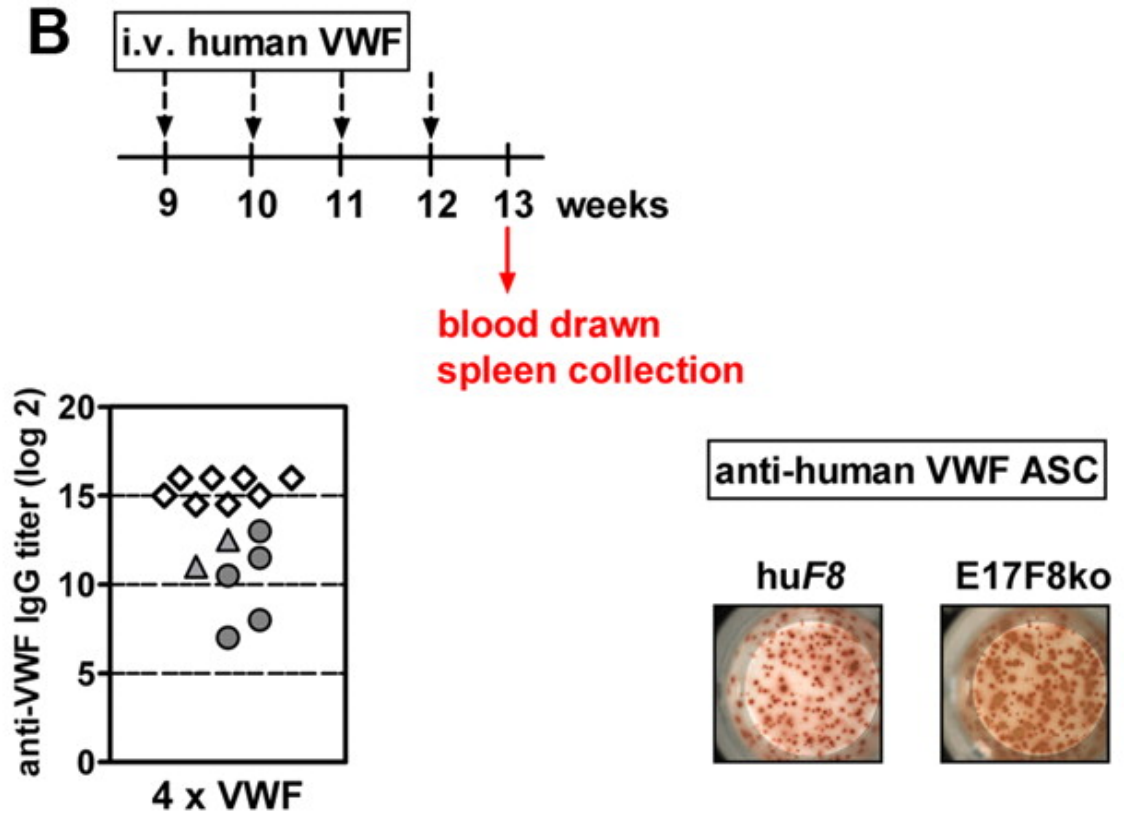 B
i.v. human VWF
9 10 11 12 13 weeks
blood drawn
spleen collection
anti-VWF IgG titer (log 2)
20
15
10
5
0
4 x VWF
anti-human VWF ASC
huF8 E17F8ko